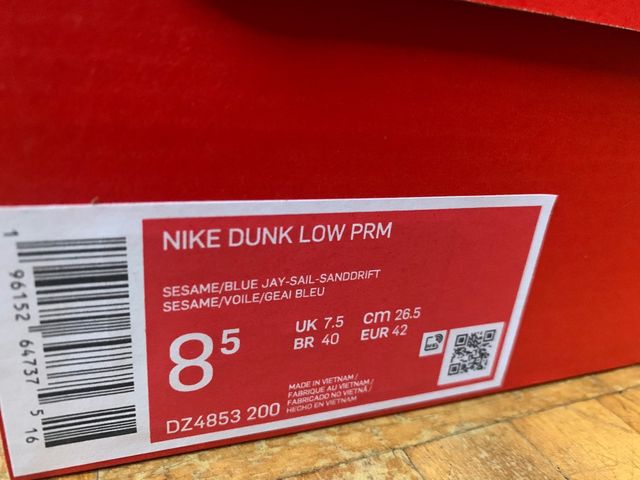 NIKE DUNK LOW PRM
SESAME/BLUE JAY-SAIL-SANDDRIFT
SESAME/VOILE/GEAI BLEU
8⁵
UK 7.5 cm 26.5
BR 40 EUR 42
MADE IN VIETNAM/
FABRIQUE AU VIETNAM/
FABRICADO NO VIETNÃ/
HECHO EN VIETNAM
DZ4853 200
1 96152 64737 5 16